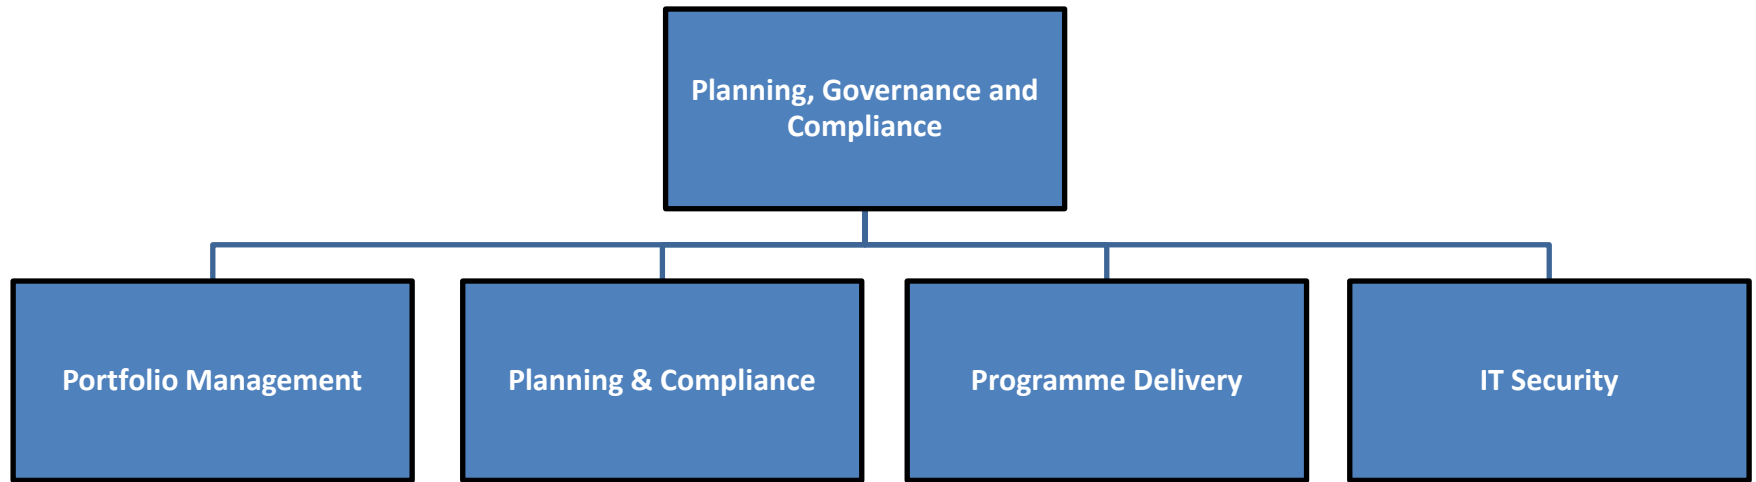 Planning, Governance and
Compliance
Portfolio Management
Planning & Compliance
Programme Delivery
IT Security